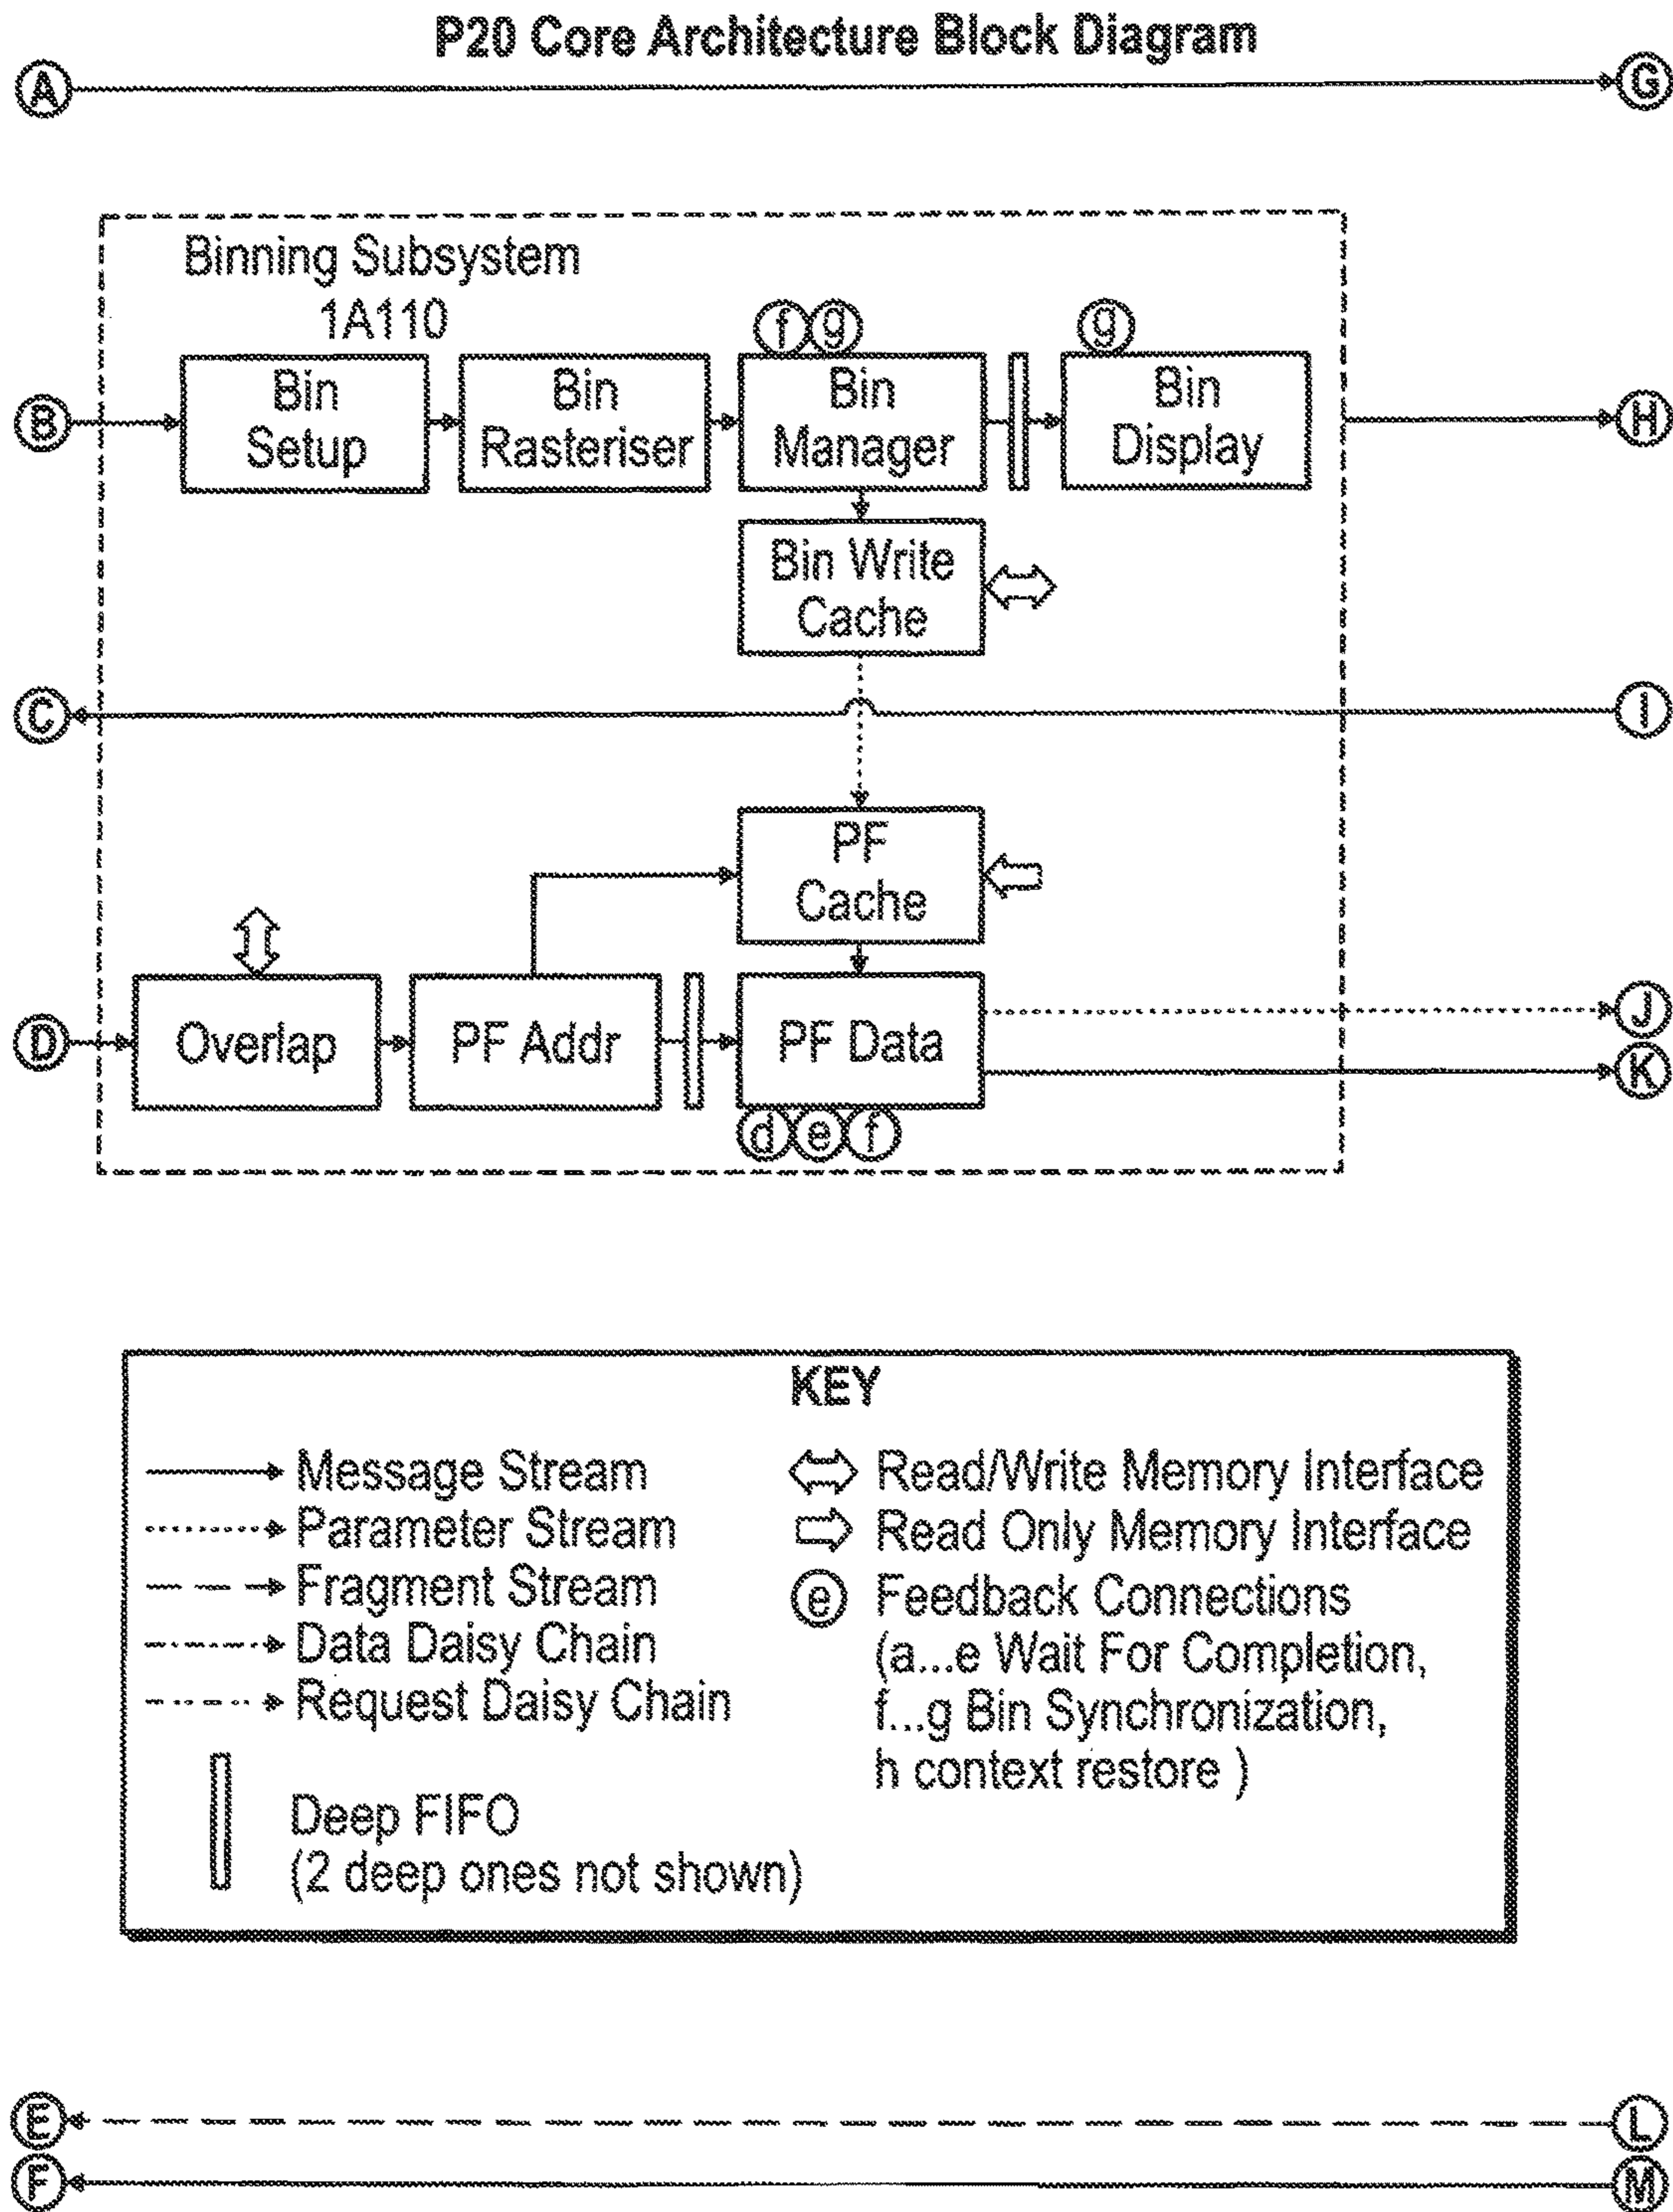 P20 Core Architecture Block Diagram
A
G
Binning Subsystem
1A110
f g
g
B
Bin
Setup
Bin
Rasteriser
Bin
Manager
Bin
Display
H
Bin Write
Cache
C
I
PF
Cache
D
Overlap
PF Addr
PF Data
J
K
d e f
KEY
Message Stream
Parameter Stream
Fragment Stream
Data Daisy Chain
Request Daisy Chain
Deep FIFO
(2 deep ones not shown)
Read/Write Memory Interface
Read Only Memory Interface
e Feedback Connections
(a...e Wait For Completion,
f...g Bin Synchronization,
h context restore )
E
L
F
M